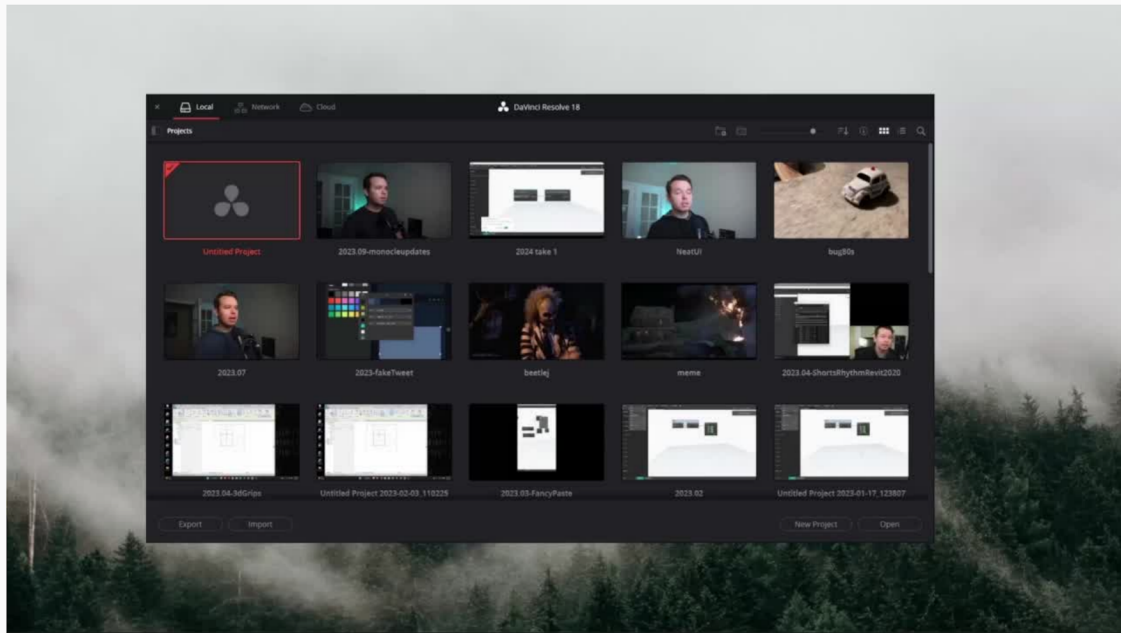 Local Network Cloud DaVinci Resolve 18
Projects
Untitled Project 2023.09-monocleupdates 2024 take 1 NeatUI bug80s
2023.07 2023-fakeTweet beetlej meme 2023.04-ShortsRhythmRevit2020
2023.04-3dGrips Untitled Project 2023-02-03_110225 2023.03-FancyPaste 2023.02 Untitled Project 2023-01-17_123807
Export Import New Project Open